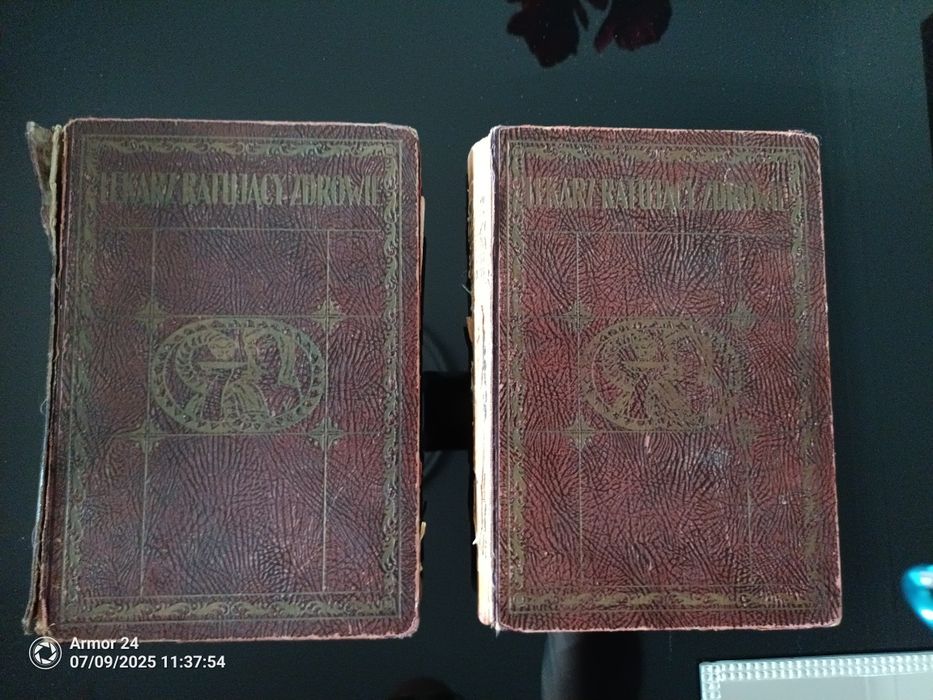 LEKARZ RATUJĄCY ZDROWIE
LEKARZ RATUJĄCY ZDROWIE
Armor 24
07/09/2025 11:37:54